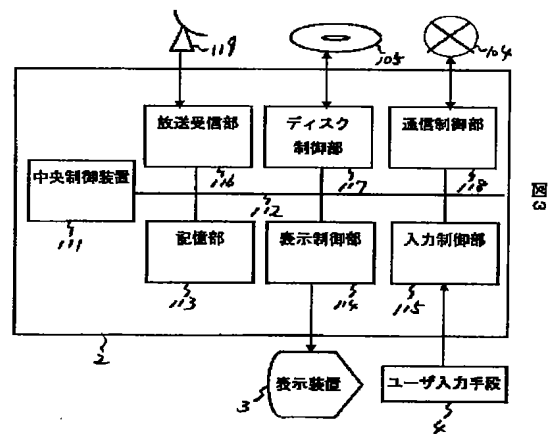 119
105
104
放送受信部
ディスク
制御部
通信制御部
116
117
118
中央制御装置
111
112
記憶部
表示制御部
入力制御部
113
114
115
2
表示装置
3
ユーザ入力手段
4
図3